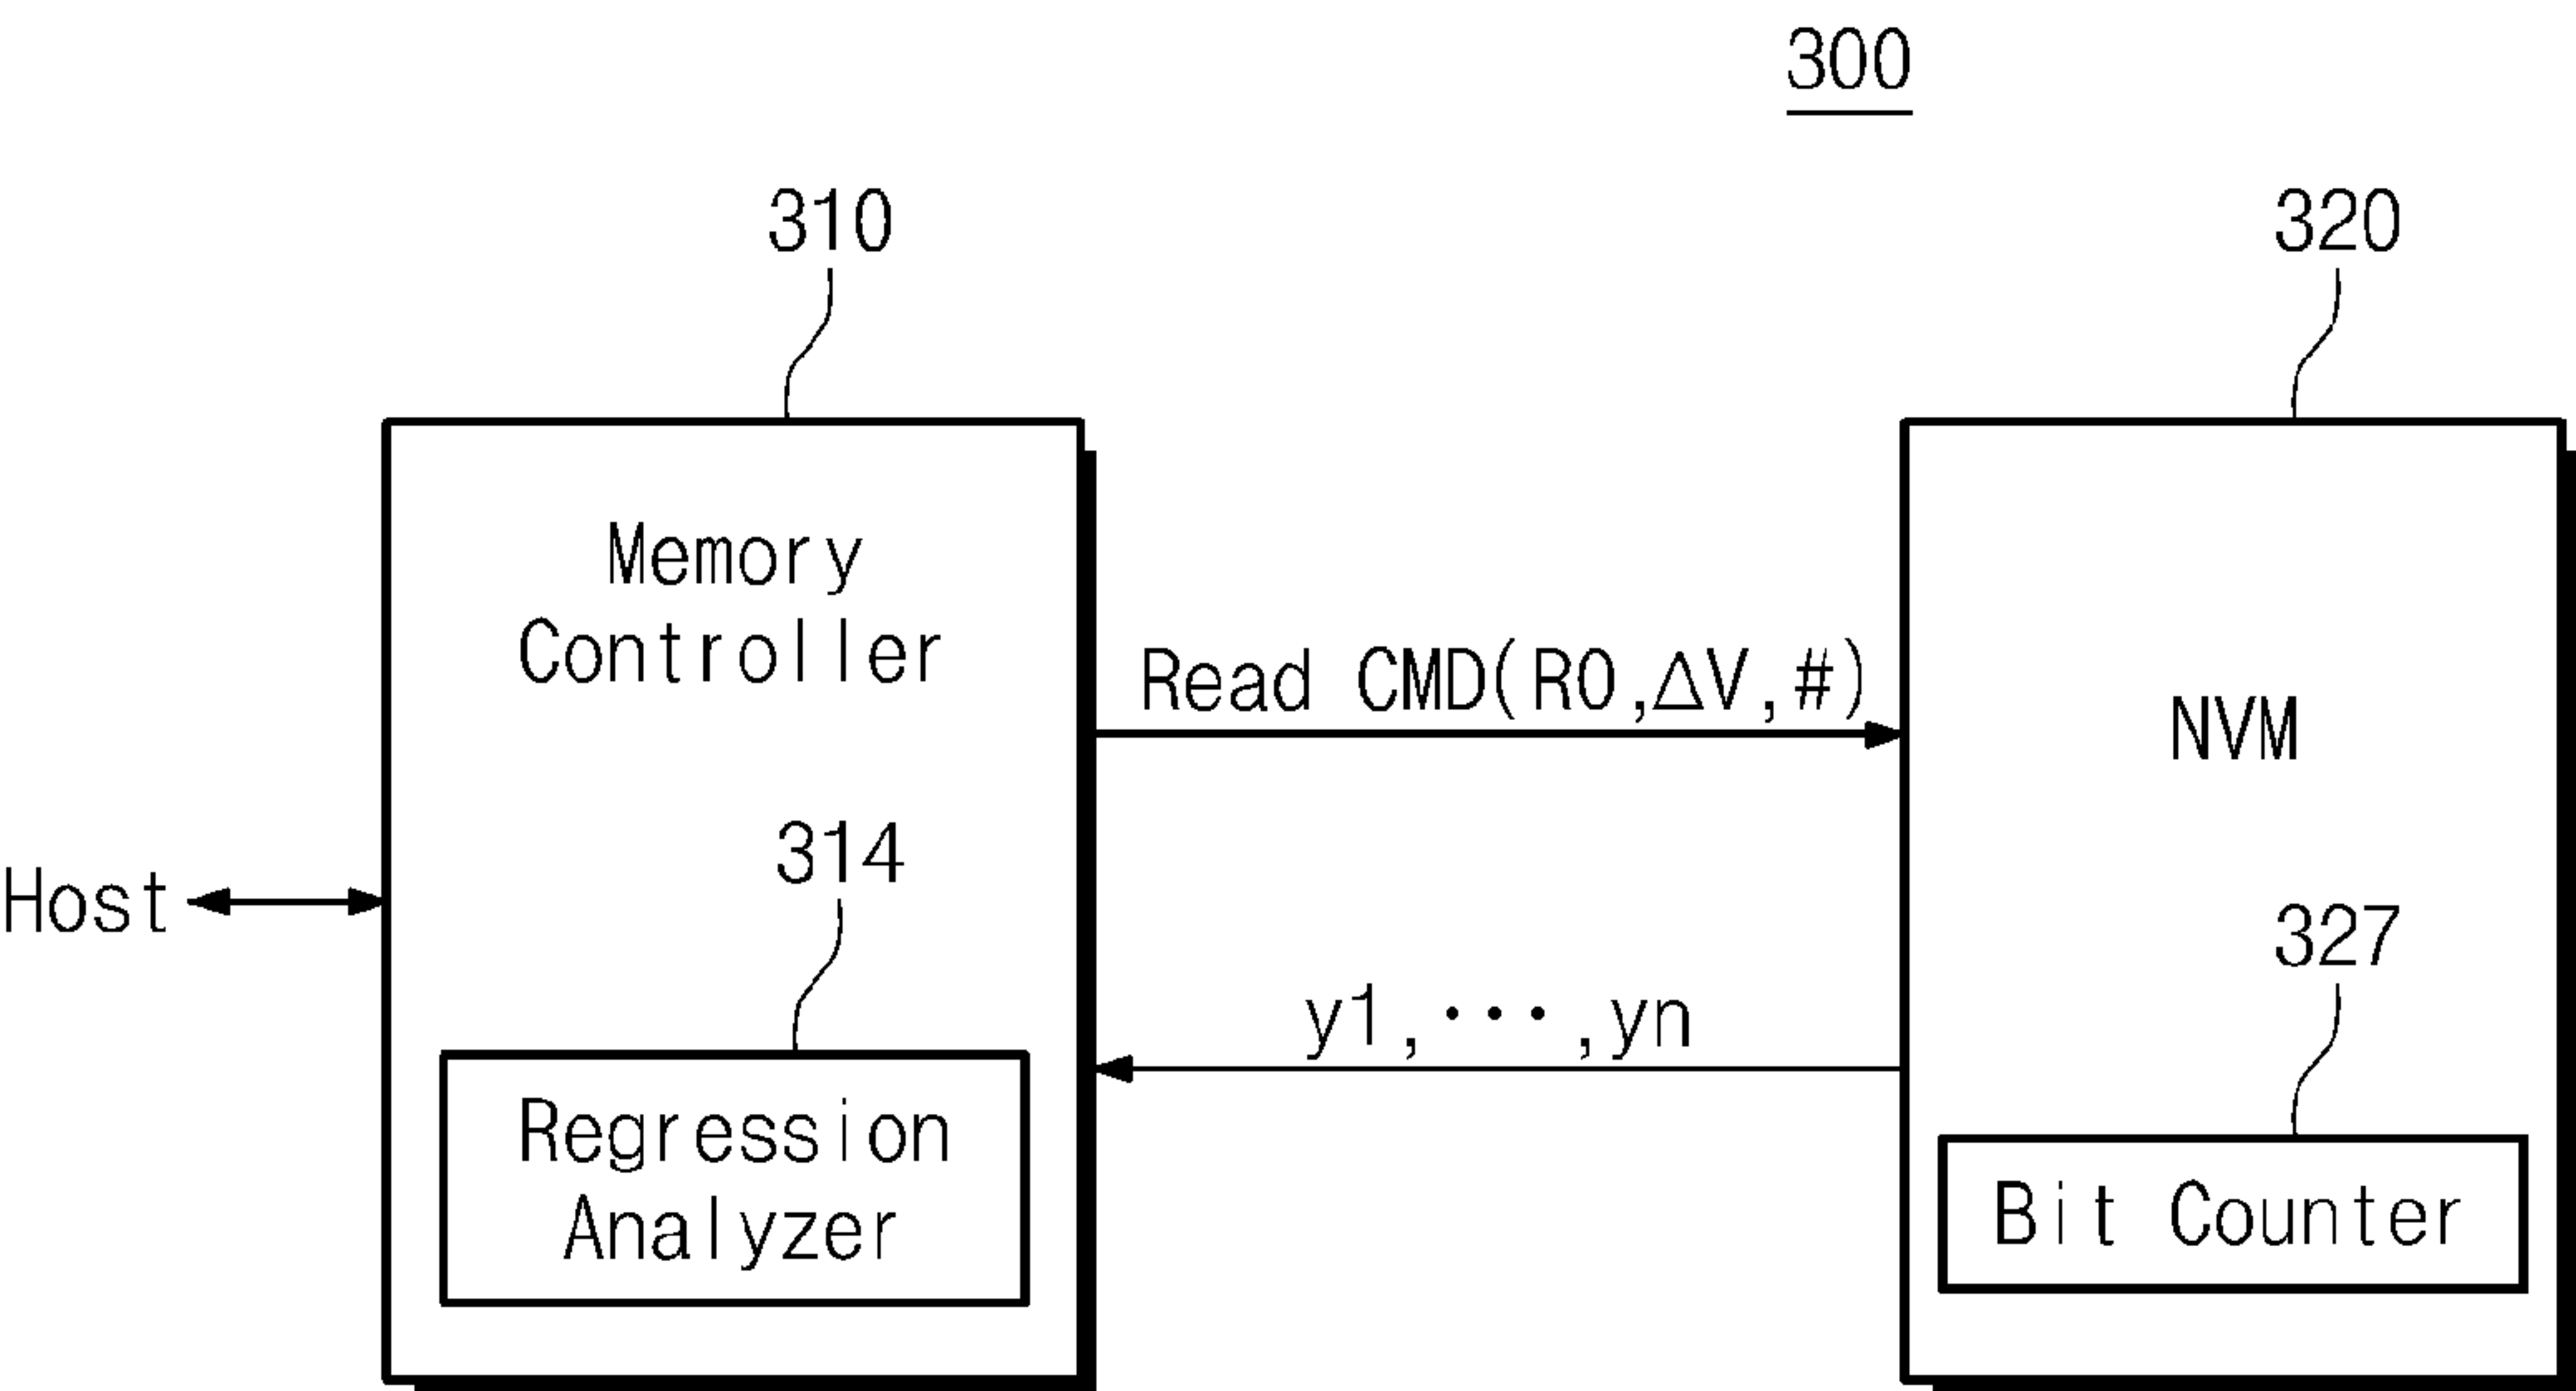 300
310
320
Memory
Controller
Read CMD(R0,ΔV,#)
NVM
314
Host
327
y1,···,yn
Regression
Analyzer
Bit Counter